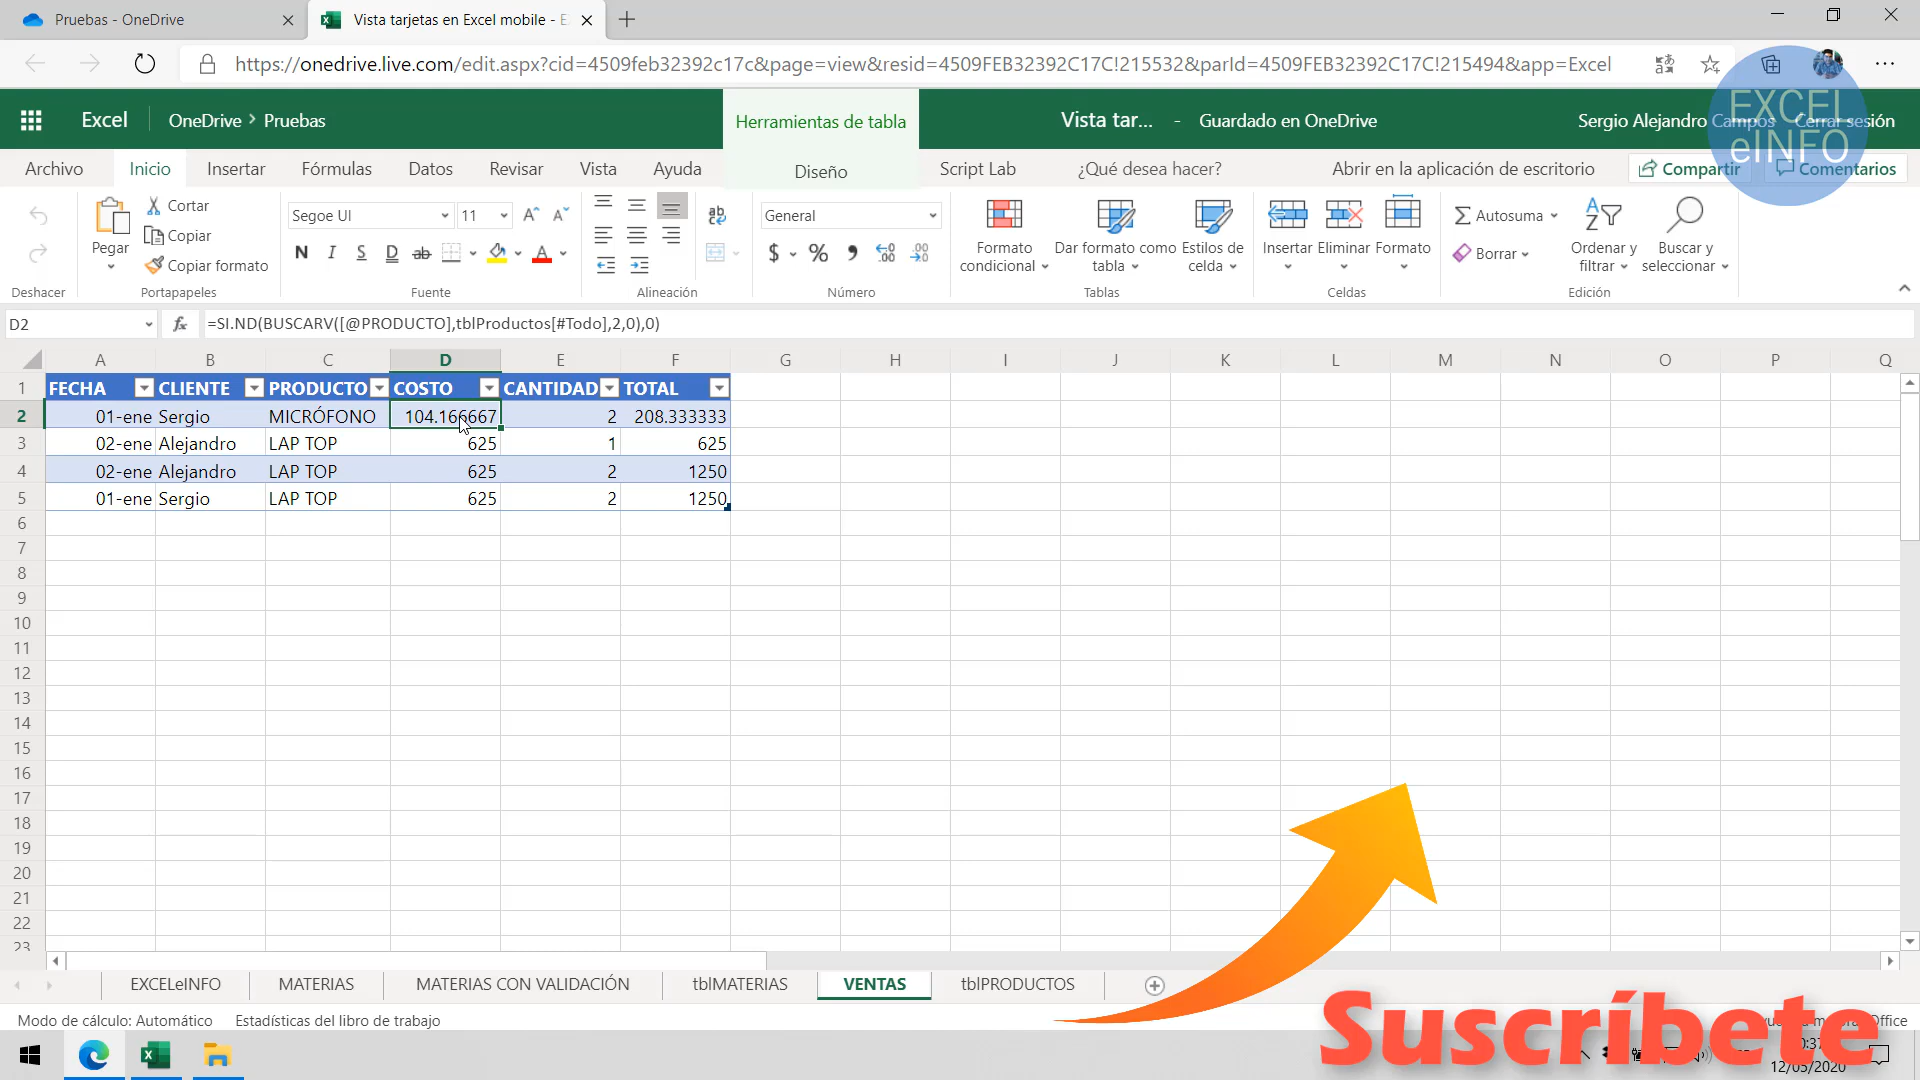 Pruebas - OneDrive
Vista tarjetas en Excel mobile - E
https://onedrive.live.com/edit.aspx?cid=4509feb32392c17c&page=view&resid=4509FEB32392C17C!215532&parId=4509FEB32392C17C!215494&app=Excel
EXCEL
eINFO
Excel OneDrive > Pruebas Herramientas de tabla Vista tar... - Guardado en OneDrive Sergio Alejandro Campos Cerrar sesión
Archivo Inicio Insertar Fórmulas Datos Revisar Vista Ayuda Diseño Script Lab ¿Qué desea hacer? Abrir en la aplicación de escritorio Compartir Comentarios
Pegar Cortar
Copiar
Copiar formato
Segoe UI 11
N I S D ab
ab
General
$ % ,
Formato condicional
Dar formato como tabla
Estilos de celda
Insertar Eliminar Formato
Autosuma
Borrar
Ordenar y filtrar
Buscar y seleccionar
Deshacer Portapapeles Fuente Alineación Número Tablas Celdas Edición
D2 fx =SI.ND(BUSCARV([@PRODUCTO],tblProductos[#Todo],2,0),0)
A B C D E F G H I J K L M N O P Q
1 FECHA CLIENTE PRODUCTO COSTO CANTIDAD TOTAL
2 01-ene Sergio MICRÓFONO 104.166667 2 208.333333
3 02-ene Alejandro LAP TOP 625 1 625
4 02-ene Alejandro LAP TOP 625 2 1250
5 01-ene Sergio LAP TOP 625 2 1250
6
7
8
9
10
11
12
13
14
15
16
17
18
19
20
21
22
23
EXCELeINFO MATERIAS MATERIAS CON VALIDACIÓN tblMATERIAS VENTAS tblPRODUCTOS
Modo de cálculo: Automático Estadísticas del libro de trabajo Office
Suscríbete
12/05/2020